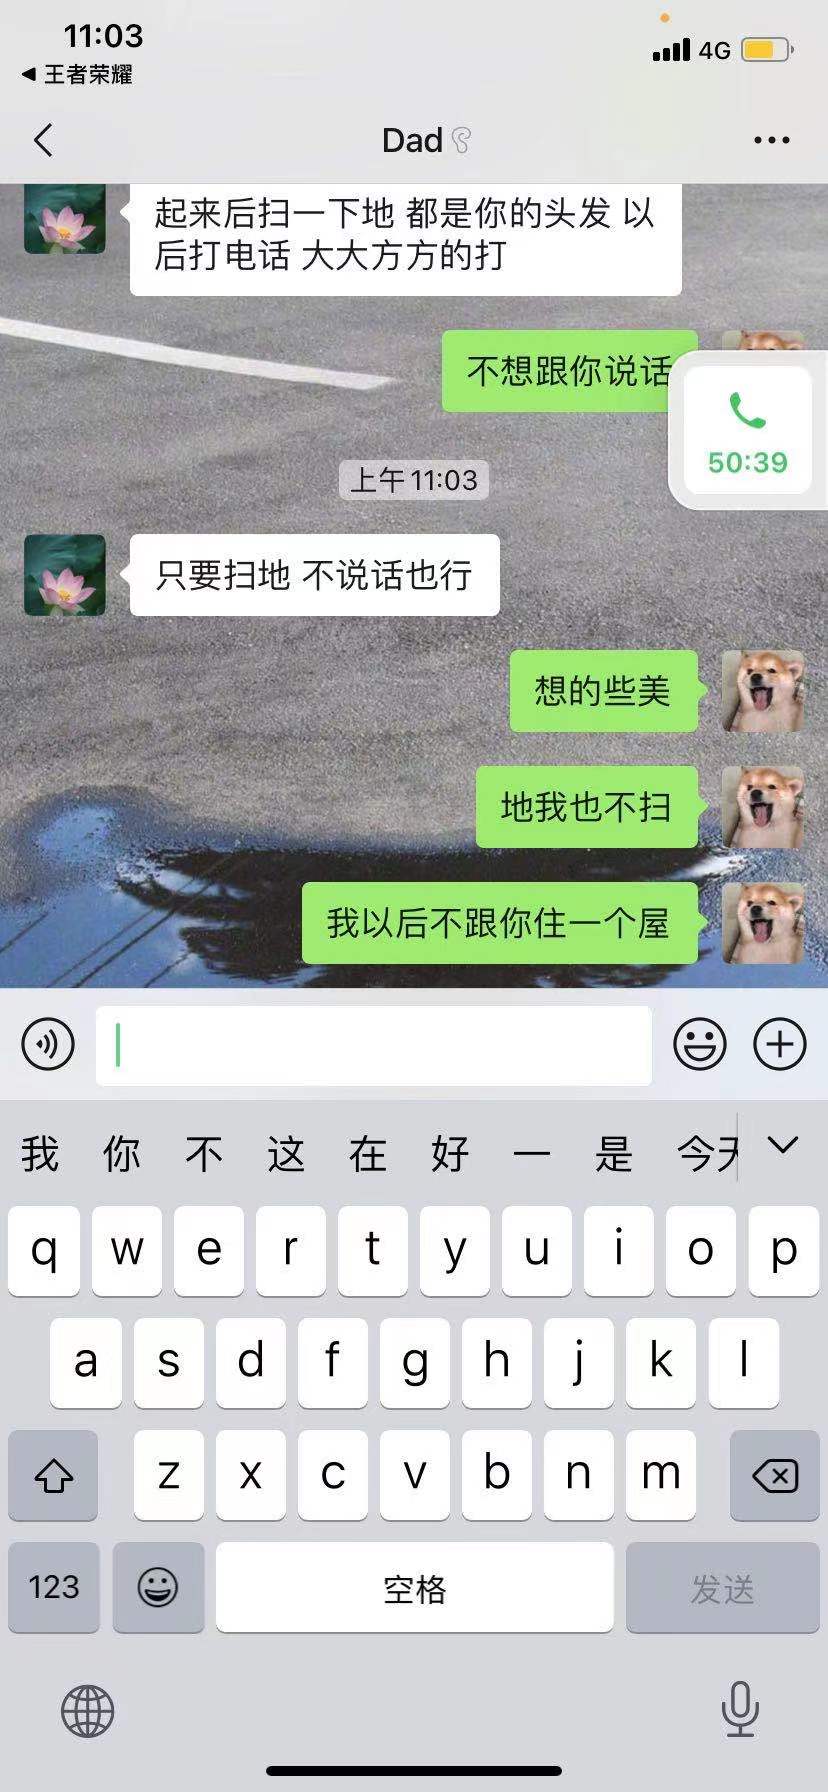 11:03
4G
◀ 王者荣耀
Dad
起来后扫一下地 都是你的头发 以
后打电话 大大方方的打
不想跟你说话
50:39
上午 11:03
只要扫地 不说话也行
想的些美
地我也不扫
我以后不跟你住一个屋
我 你 不 这 在 好 一 是 今天
q w e r t y u i o p
a s d f g h j k l
z x c v b n m
123 空格 发送